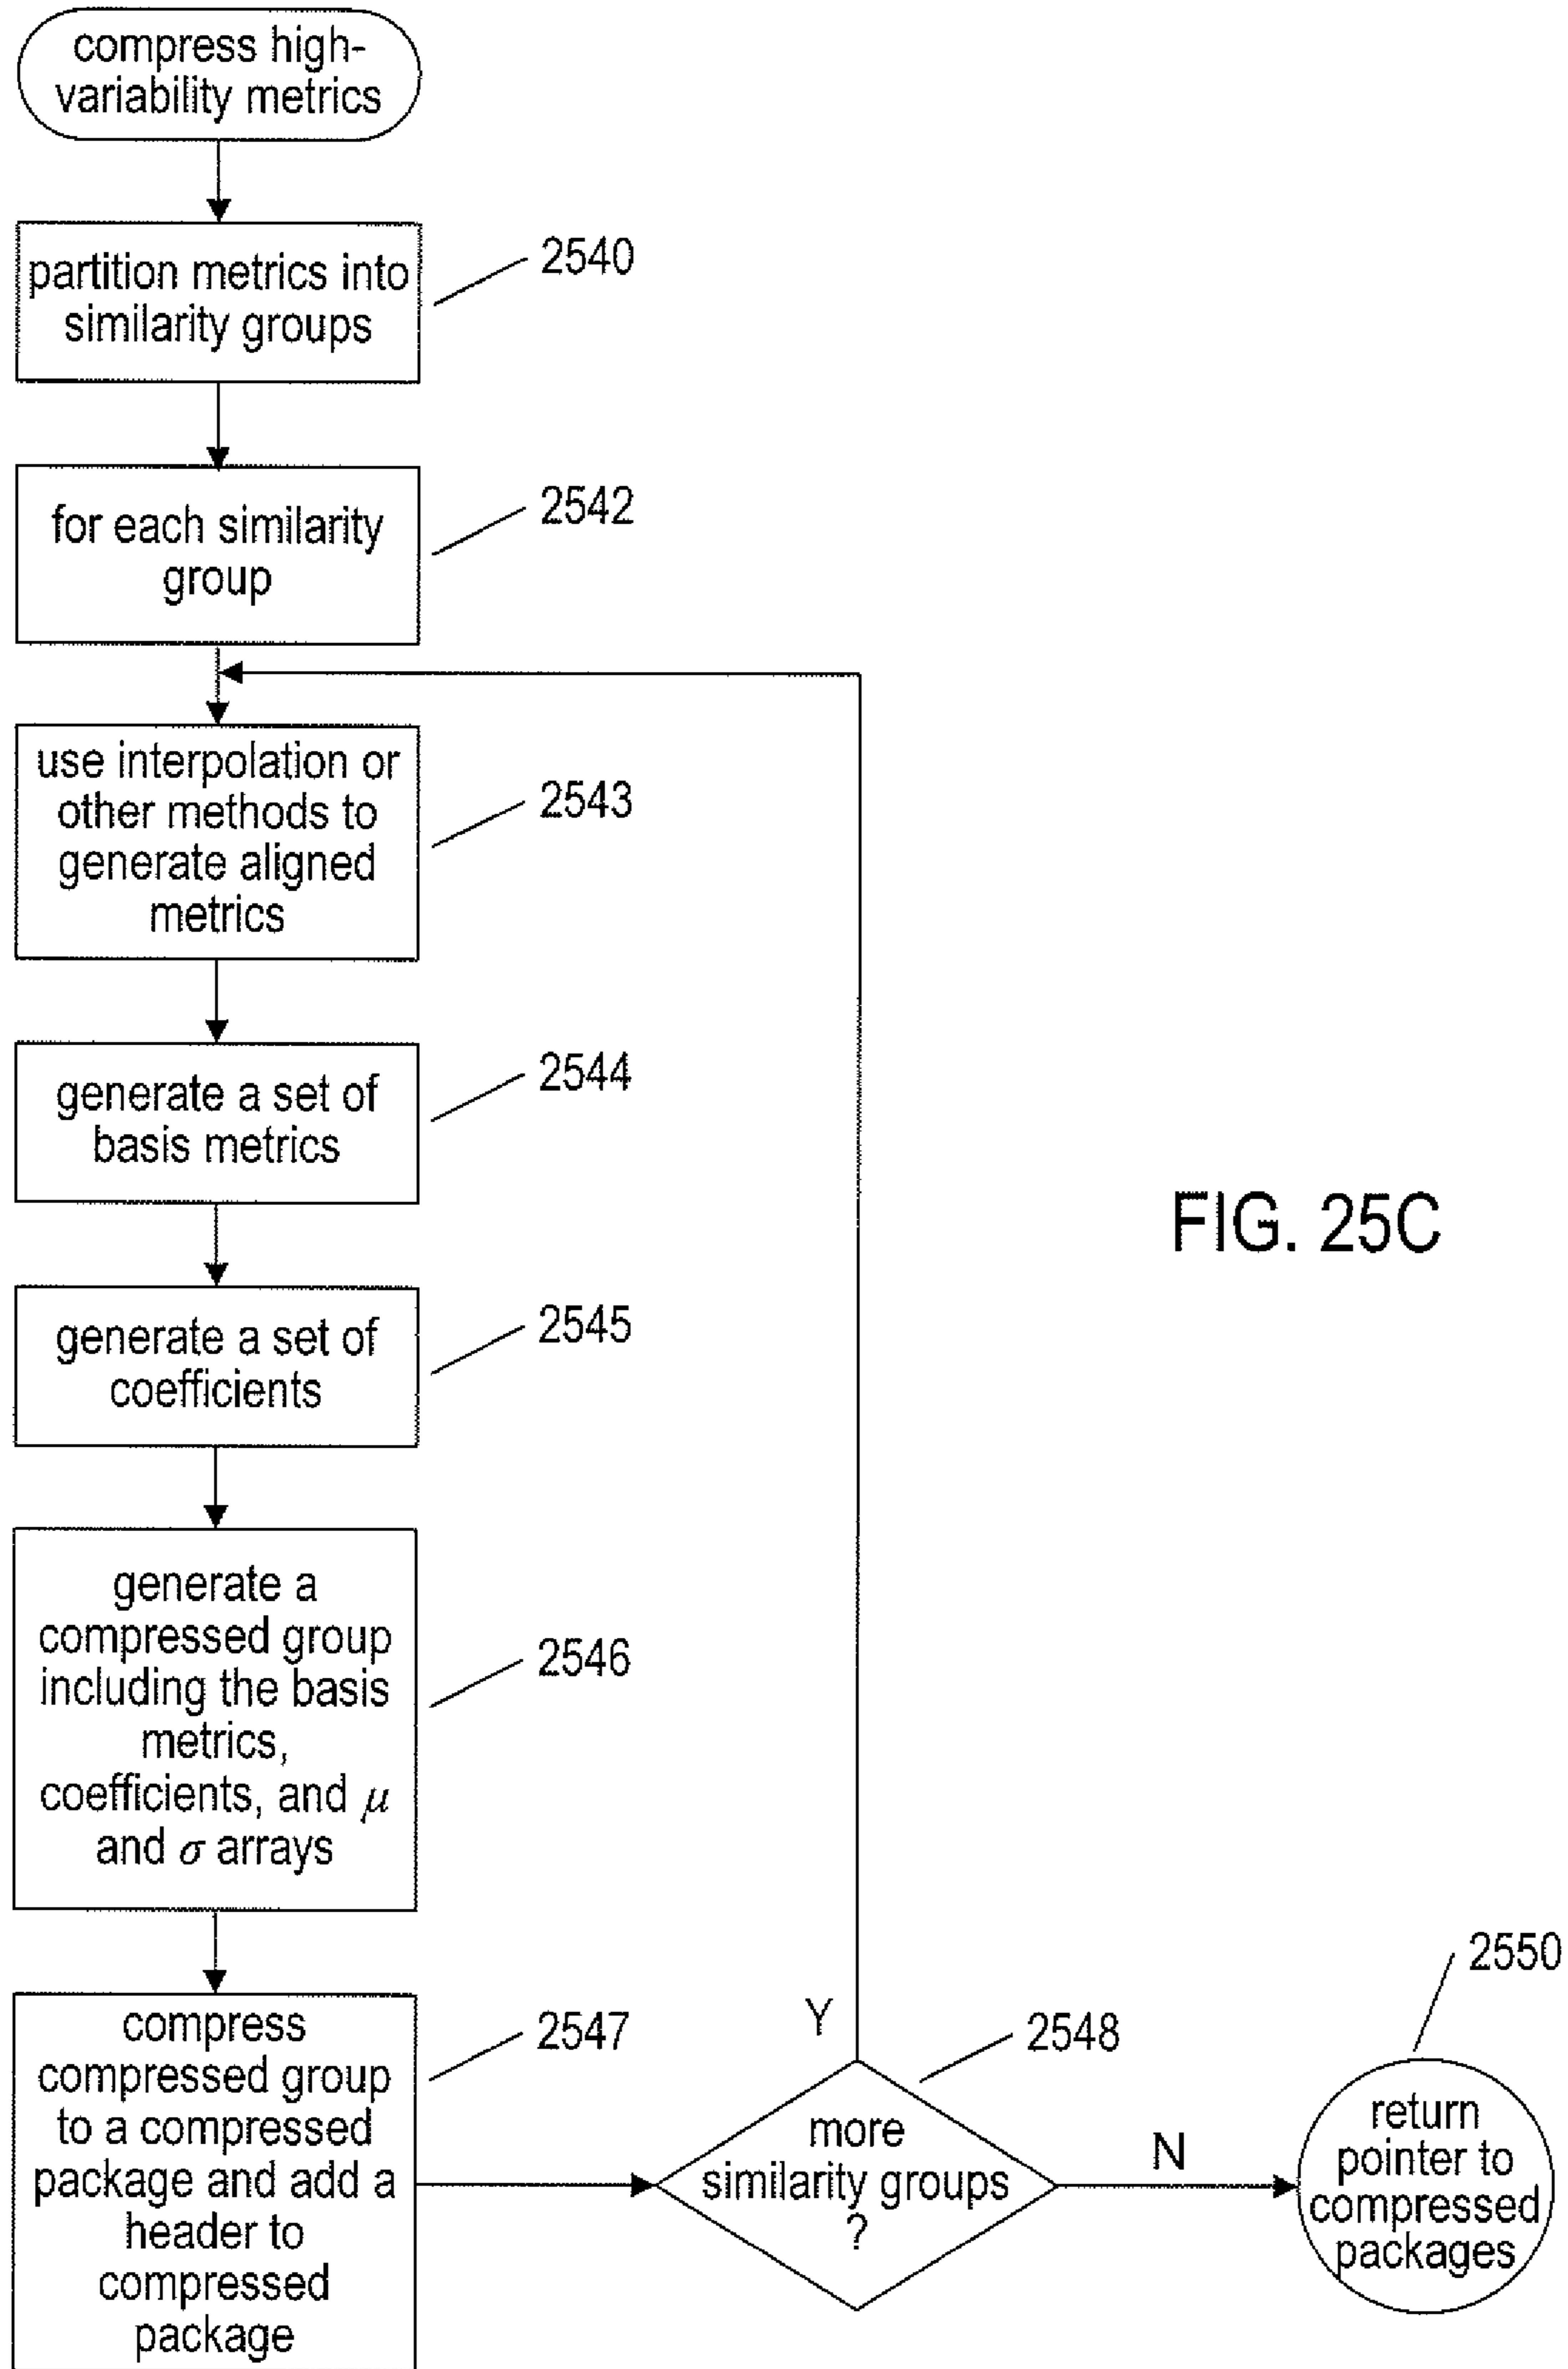 compress high-
variability metrics
partition metrics into
similarity groups
2540
for each similarity
group
2542
use interpolation or
other methods to
generate aligned
metrics
2543
generate a set of
basis metrics
2544
generate a set of
coefficients
2545
generate a
compressed group
including the basis
metrics,
coefficients, and μ
and σ arrays
2546
compress
compressed group
to a compressed
package and add a
header to
compressed
package
2547
Y
more
similarity groups
?
2548
N
return
pointer to
compressed
packages
2550
FIG. 25C